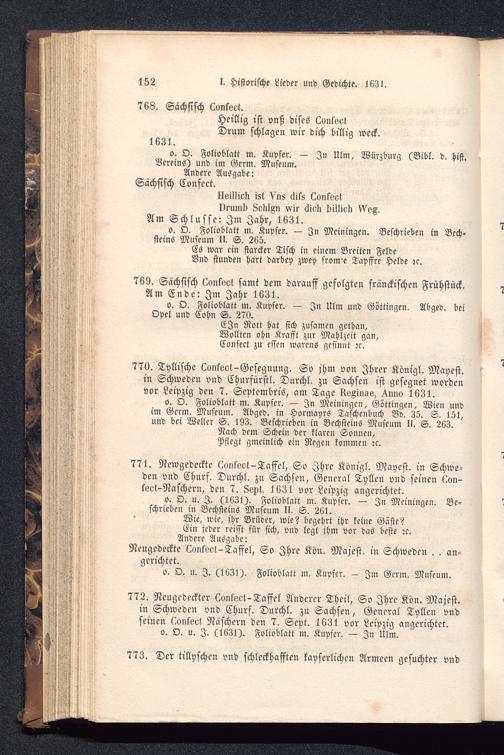 152 I. Historische Lieder und Gedichte. 1631.
768. Sächsisch Confect.
Heillig ist vnß dises Confect
Drum schlagen wir dich billig weck.
1631.
o. O. Folioblatt m. Kupfer. — In Ulm, Würzburg (Bibl. d. hist.
Vereins) und im Germ. Museum.
Andere Ausgabe:
Sächsisch Confect.
Heillich ist Vns diſs Confect
Drumb Schlgn wir dich billich Weg.
Am Schlusse: Im Jahr, 1631.
o. O. Folioblatt m. Kupfer. — In Meiningen. Beschrieben in Bech-
steins Museum II. S. 265.
Es war ein starcker Tisch in einem Breiten Felde
Vnd stunden hart darbey zwey from̄e Tapffre Helde ꝛc.
769. Sächsisch Confect samt dem darauff gefolgten fränckischen Frühstück.
Am Ende: Im Jahr 1631.
o. O. Folioblatt m. Kupfer. — In Ulm und Göttingen. Abged. bei
Opel und Cohn S. 270.
EJn Rott hat sich zusamen gethan,
Wollten ohn Krafft zur Mahlzeit gan,
Confect zu essen warens gesinnt ꝛc.
770. Tyllische Confect-Gesegnung. So jhm von Jhrer Königl. Mayest.
in Schweden vnd Churfürstl. Durchl. zu Sachsen ist gesegnet worden
vor Leipzig den 7. Septembris, am Tage Reginae, Anno 1631.
o. O. Folioblatt m. Kupfer. — In Meiningen, Göttingen, Wien und
im Germ. Museum. Abged. in Hormayrs Taschenbuch Bd. 35. S. 151,
und bei Weller S. 193. Beschrieben in Bechsteins Museum II. S. 263.
Nach dem Schein der klaren Sonnen,
Pflegt gmeinlich ein Regen kommen ꝛc.
771. Newgedeckte Confect-Taffel, So Jhre Königl. Mayest. in Schwe-
den vnd Churf. Durchl. zu Sachsen, General Tyllen vnd seinen Con-
fect-Naschern, den 7. Sept. 1631 vor Leipzig angerichtet.
o. O. u. J. (1631). Folioblatt m. Kupfer. — In Meiningen. Be-
schrieben in Bechsteins Museum II. S. 261.
Wie, wie, jhr Brüder, wie? begehrt jhr keine Gäste?
Ein jeder reifft für sich, vnd legt jhm vor das beste ꝛc.
Andere Ausgabe:
Neugedeckte Confect-Taffel, So Jhre Kön. Majest. in Schweden . . an-
gerichtet.
o. O. u. J. (1631). Folioblatt m. Kupfer. — Im Germ. Museum.
772. Neugedeckter Confect-Taffel Anderer Theil, So Jhre Kön. Majest.
in Schweden vnd Churf. Durchl. zu Sachsen, General Tyllen vnd
seinen Confect Näschern den 7. Sept. 1631 vor Leipzig angerichtet.
o. O. u. J. (1631). Folioblatt m. Kupfer. — In Ulm.
773. Der tillyschen vnd schleckhafften kayserlichen Armeen gesuchter vnd